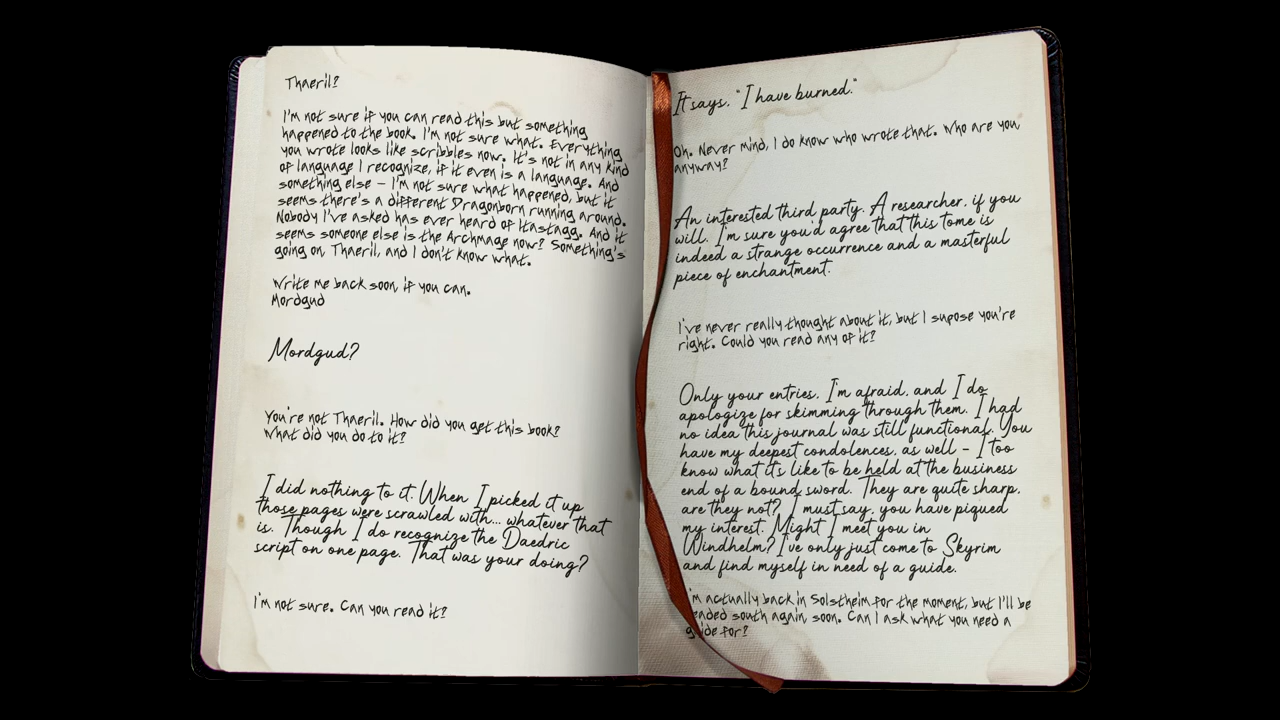 Thaeril?
I'm not sure if you can read this but something
happened to the book. I'm not sure what. Everything
you wrote looks like scribbles now. It's not in any kind
of language I recognize, if it even is a language. And
something else – I'm not sure what happened, but it
seems there's a different Dragonborn running around.
Nobody I've asked has ever heard of Hastagg. And it
seems someone else is the Archmage now? Something's
going on, Thaeril, and I don't know what.
Write me back soon if you can.
Mordgud
Mordgud?
You're not Thaeril. How did you get this book?
What did you do to it?
I did nothing to it. When I picked it up
those pages were scrawled with... whatever that
is. Though I do recognize the Daedric
script on one page. That was your doing?
I'm not sure. Can you read it?
It says, "I have burned."
Oh. Never mind, I do know who wrote that. Who are you
anyway?
An interested third party. A researcher, if you
will. I'm sure you'd agree that this tome is
indeed a strange occurrence and a masterful
piece of enchantment.
I've never really thought about it, but I supose you're
right. Could you read any of it?
Only your entries, I'm afraid, and I do
apologize for skimming through them. I had
no idea this journal was still functional. You
have my deepest condolences, as well – I too
know what it's like to be held at the business
end of a bound sword. They are quite sharp,
are they not? I must say, you have piqued
my interest. Might I meet you in
Windhelm? I've only just come to Skyrim
and find myself in need of a guide.
I'm actually back in Solstheim for the moment, but I'll be
headed south again soon. Can I ask what you need a
guide for?